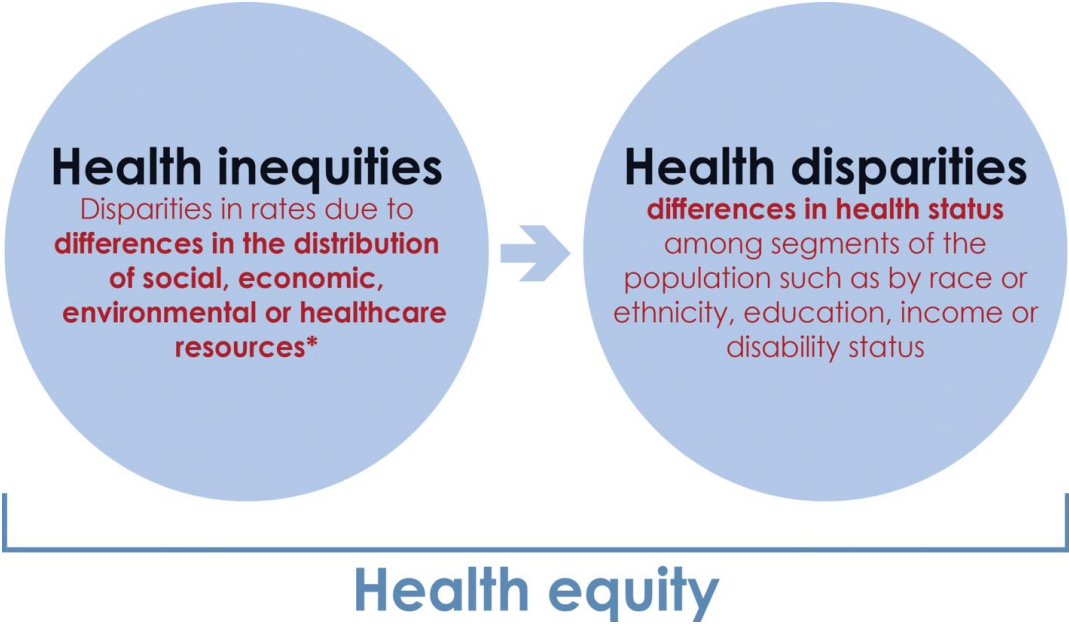 Health inequities
Disparities in rates due to
differences in the distribution
of social, economic,
environmental or healthcare
resources*
Health disparities
differences in health status
among segments of the
population such as by race or
ethnicity, education, income or
disability status
Health equity